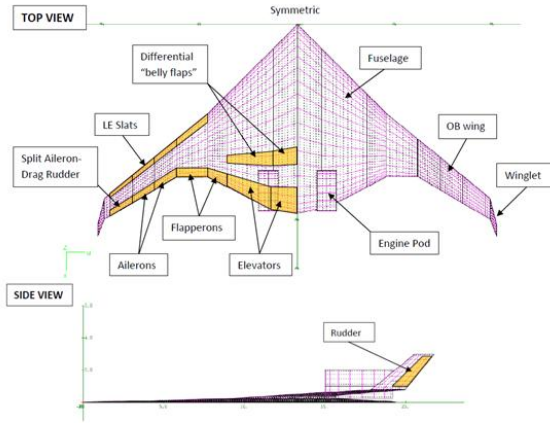 TOP VIEW
Symmetric
Differential
“belly flaps”
Fuselage
LE Slats
OB wing
Split Aileron-
Drag Rudder
Winglet
Flapperons
Engine Pod
Ailerons
Elevators
SIDE VIEW
Rudder